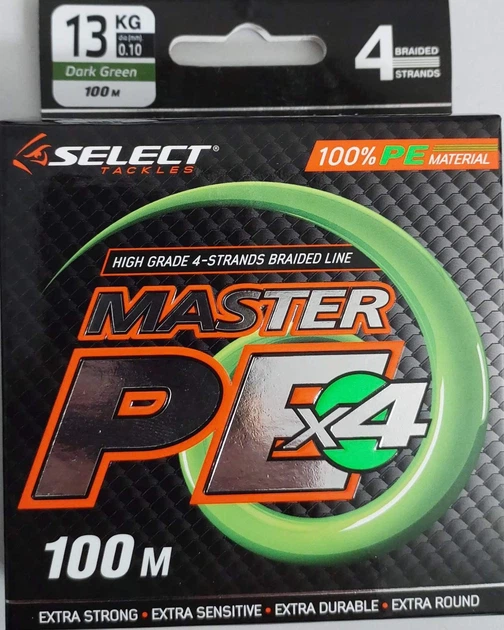 13 KG
dia.(mm).
0.10
Dark Green
100 M
4 BRAIDED
STRANDS
SELECT®
TACKLES
100% PE MATERIAL
HIGH GRADE 4-STRANDS BRAIDED LINE
MASTER
PE X4
100 M
EXTRA STRONG • EXTRA SENSITIVE • EXTRA DURABLE • EXTRA ROUND